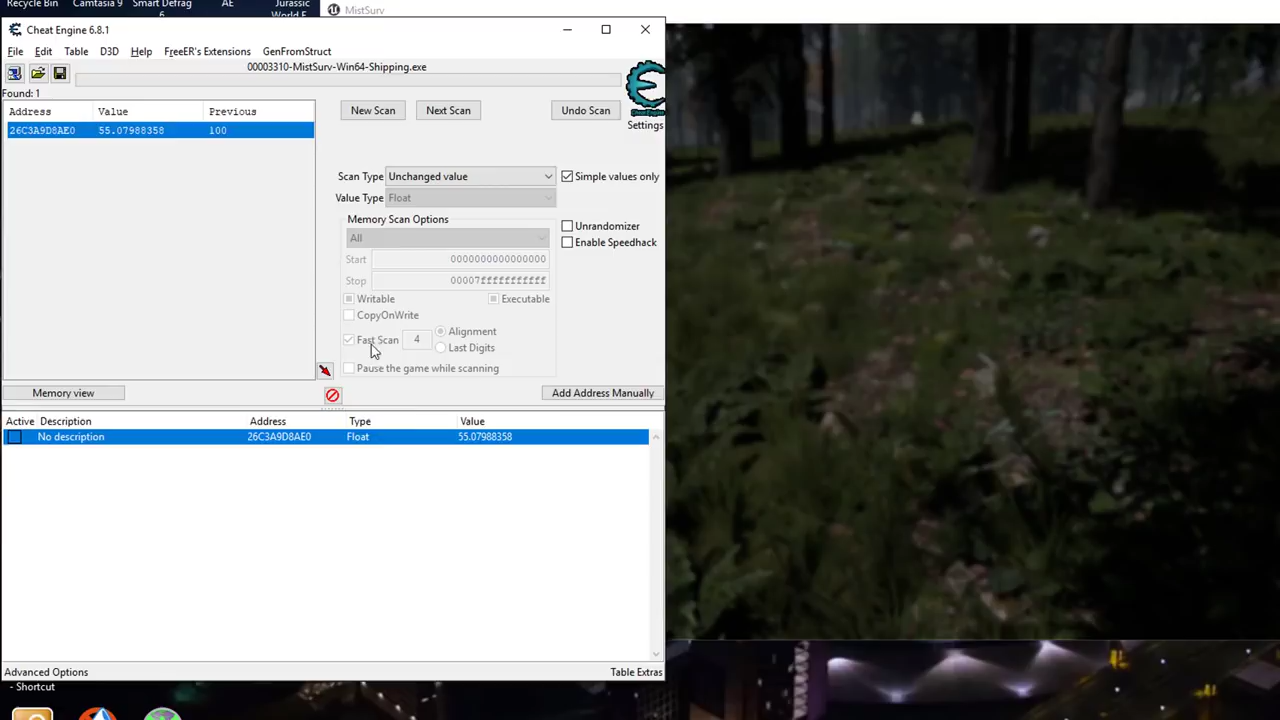 Recycle Bin
Camtasia 9
Smart Defrag
6
AE
Jurassic
World E
MistSurv
Cheat Engine 6.8.1
File Edit Table D3D Help FreeER's Extensions GenFromStruct
00003310-MistSurv-Win64-Shipping.exe
Found: 1
Address Value Previous
26C3A9D8AE0 55.07988358 100
New Scan Next Scan Undo Scan
Cheat Engine
Settings
Scan Type Unchanged value Simple values only
Value Type Float
Memory Scan Options
All
Unrandomizer
Enable Speedhack
Start 0000000000000000
Stop 00007fffffffffff
Writable Executable
CopyOnWrite
Fast Scan 4 Alignment
Last Digits
Pause the game while scanning
Memory view Add Address Manually
Active Description Address Type Value
No description 26C3A9D8AE0 Float 55.07988358
Advanced Options Table Extras
- Shortcut